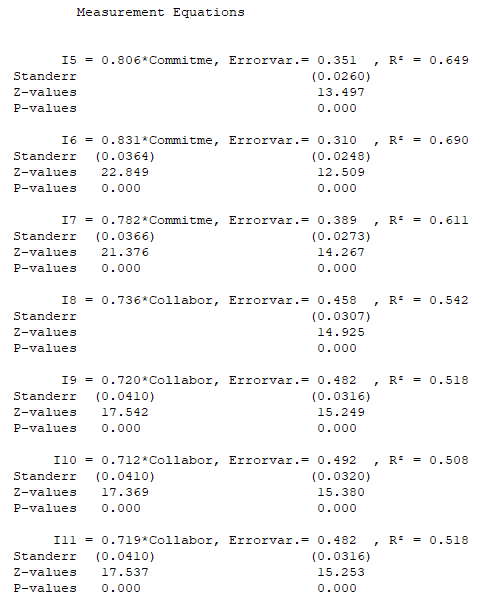 Measurement Equations
I5 = 0.806*Commitme, Errorvar.= 0.351 , R² = 0.649
Standerr (0.0260)
Z-values 13.497
P-values 0.000
I6 = 0.831*Commitme, Errorvar.= 0.310 , R² = 0.690
Standerr (0.0364) (0.0248)
Z-values 22.849 12.509
P-values 0.000 0.000
I7 = 0.782*Commitme, Errorvar.= 0.389 , R² = 0.611
Standerr (0.0366) (0.0273)
Z-values 21.376 14.267
P-values 0.000 0.000
I8 = 0.736*Collabor, Errorvar.= 0.458 , R² = 0.542
Standerr (0.0307)
Z-values 14.925
P-values 0.000
I9 = 0.720*Collabor, Errorvar.= 0.482 , R² = 0.518
Standerr (0.0410) (0.0316)
Z-values 17.542 15.249
P-values 0.000 0.000
I10 = 0.712*Collabor, Errorvar.= 0.492 , R² = 0.508
Standerr (0.0410) (0.0320)
Z-values 17.369 15.380
P-values 0.000 0.000
I11 = 0.719*Collabor, Errorvar.= 0.482 , R² = 0.518
Standerr (0.0410) (0.0316)
Z-values 17.537 15.253
P-values 0.000 0.000